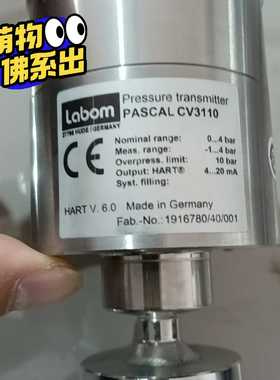 萌物
佛系出
Labom
27798 HUDE / GERMANY
Pressure transmitter
PASCAL CV3110
Nominal range: 0...4 bar
Meas. range: -1...4 bar
Overpress. limit: 10 bar
Output: HART® 4...20 mA
Syst. filling:
CE
HART V. 6.0 Made in Germany
Fab.-No.: 1916780/40/001